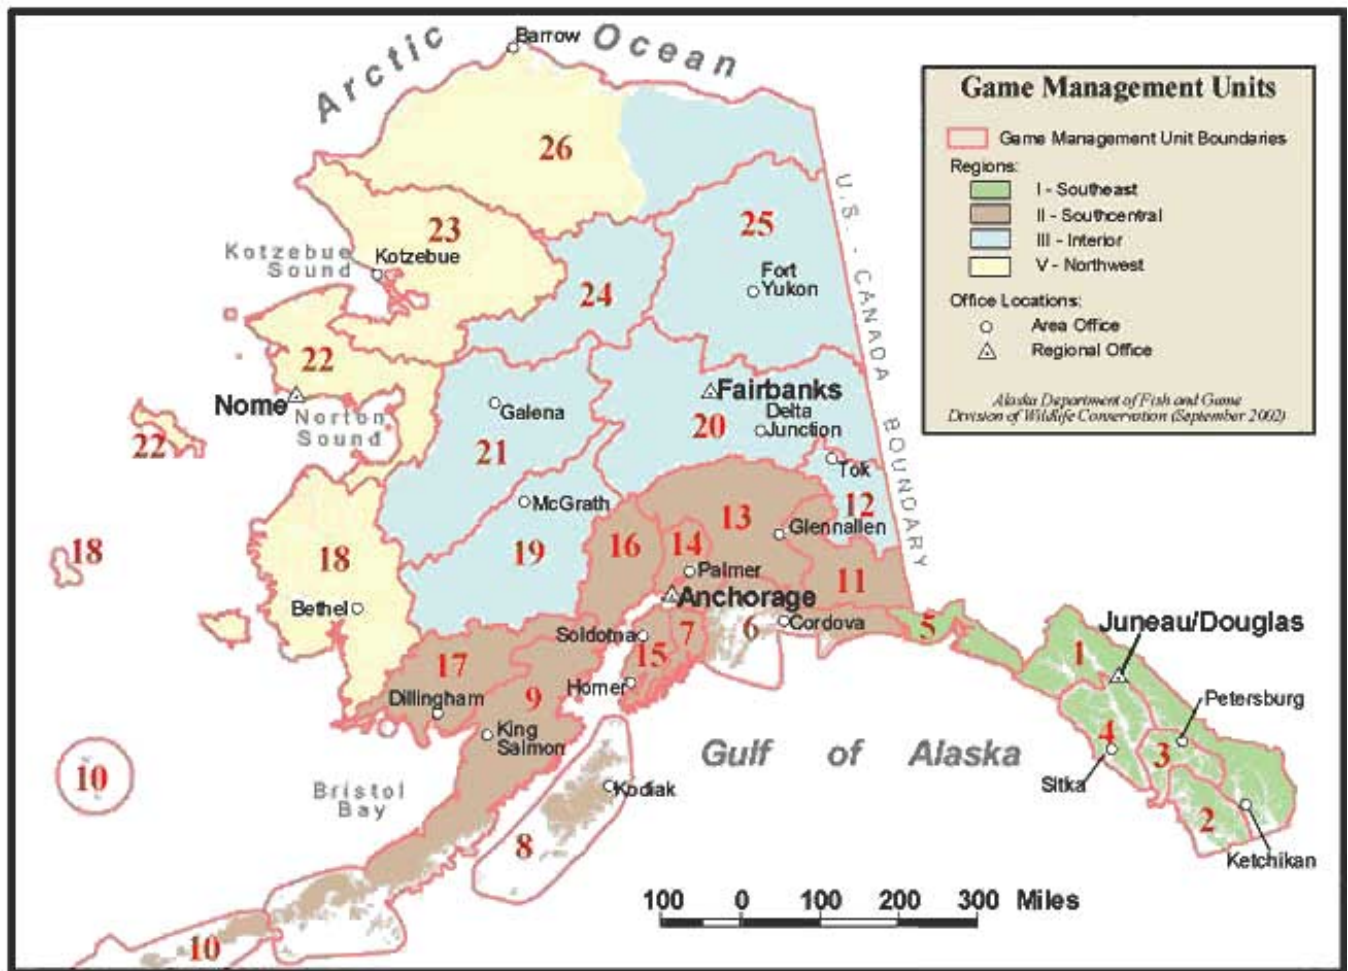 Arctic Ocean
Barrow
26
23
Kotzebue
Sound
Kotzebue
25
Fort
Yukon
24
22
Nome
Norton
Sound
22
Galena
21
Fairbanks
20
Delta
Junction
Tok
12
U.S. - CANADA BOUNDARY
McGrath
19
18
18
Bethel
16
13
Glennallen
14
Palmer
Anchorage
11
6
Cordova
5
Soldotna
15
7
Homer
17
Dillingham
9
King
Salmon
10
Bristol
Bay
Kodiak
8
10
Gulf of Alaska
1
Juneau/Douglas
Petersburg
4
3
Sitka
2
Ketchikan
100 0 100 200 300 Miles
Game Management Units
Game Management Unit Boundaries
Regions:
I - Southeast
II - Southcentral
III - Interior
V - Northwest
Office Locations:
Area Office
Regional Office
Alaska Department of Fish and Game
Division of Wildlife Conservation (September 2002)